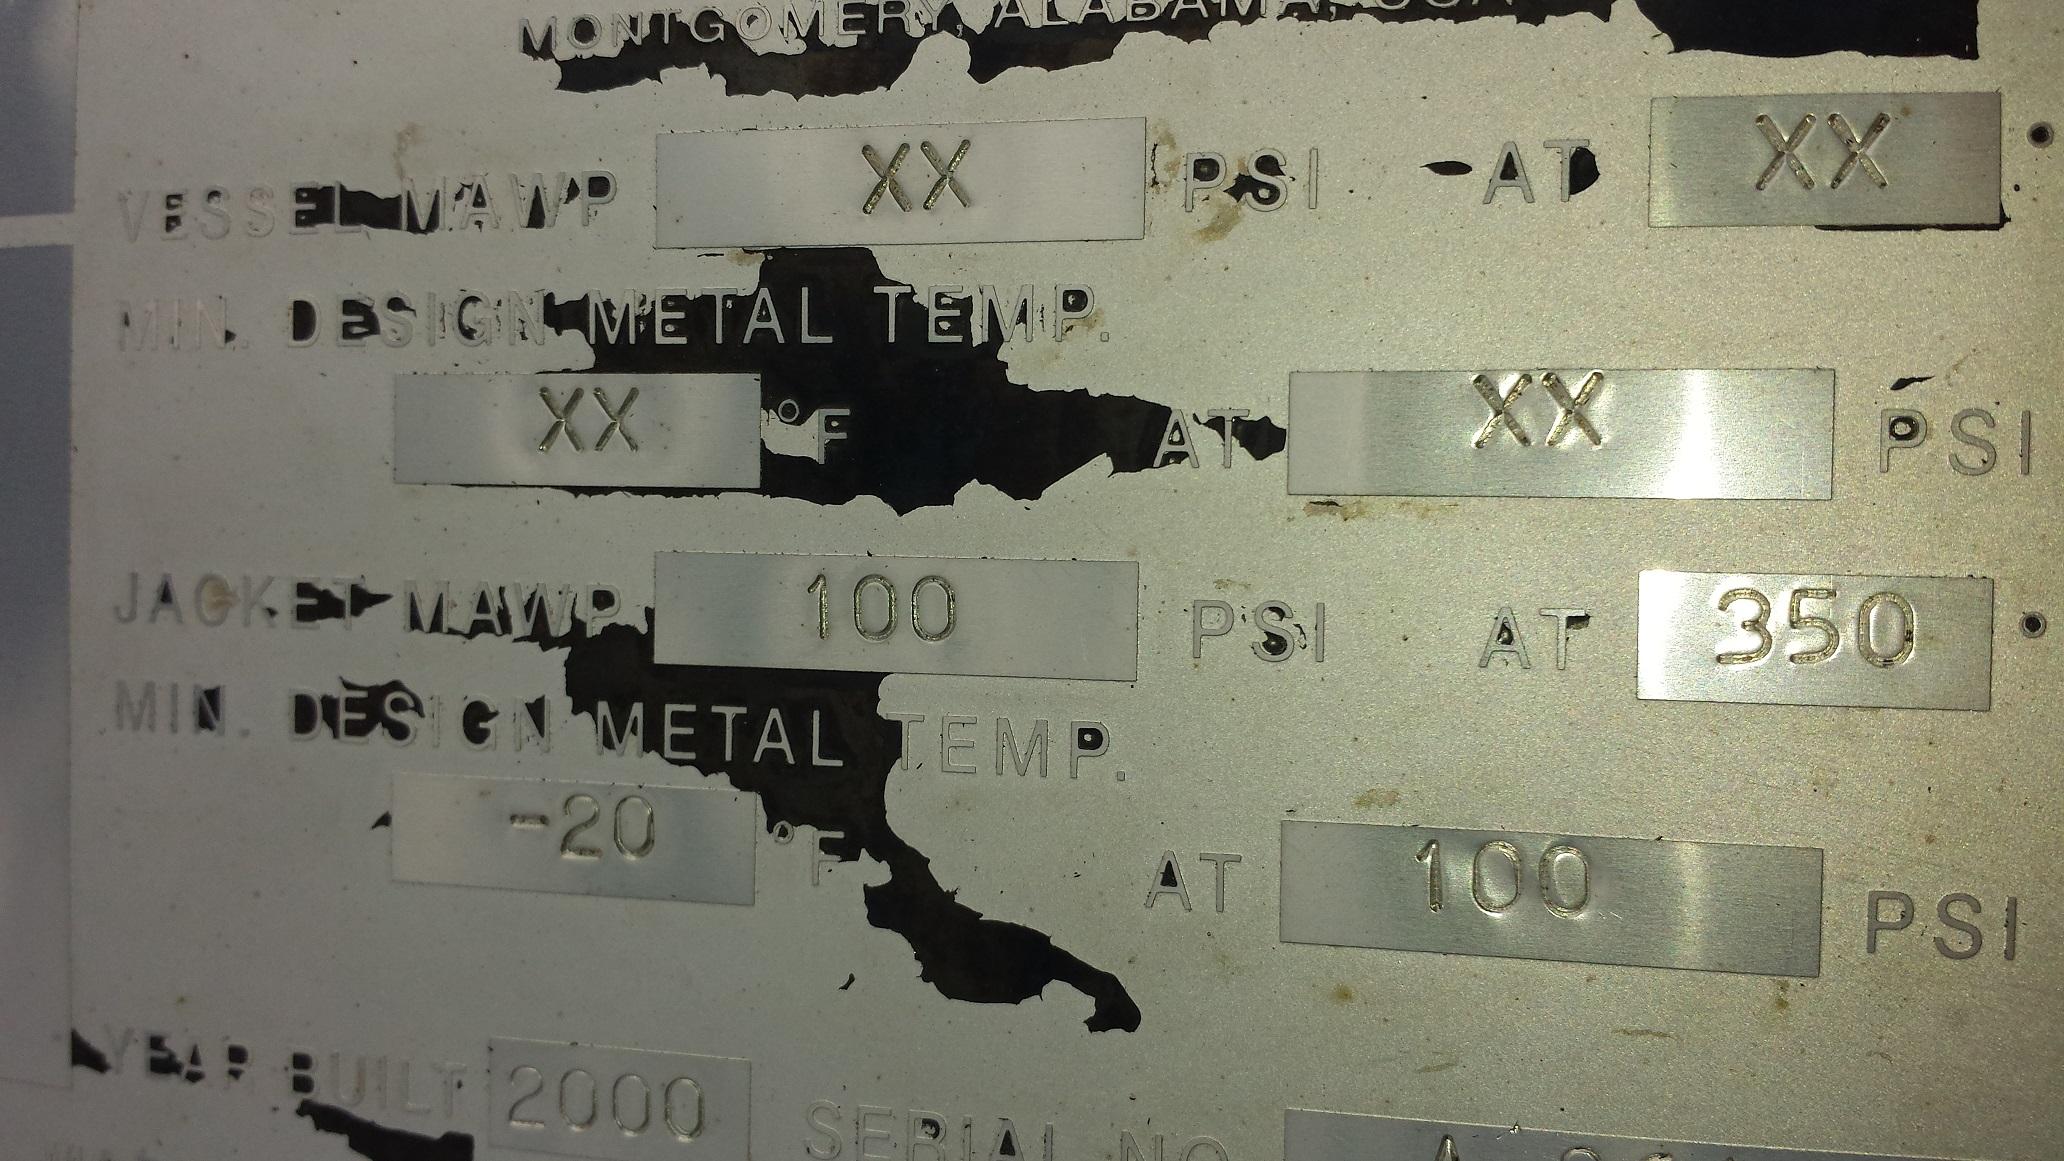 MONTGOMERY, ALABAMA, USA
VESSEL MAWP XX PSI AT XX °
MIN. DESIGN METAL TEMP.
XX °F AT XX PSI
JACKET MAWP 100 PSI AT 350 °
MIN. DESIGN METAL TEMP.
-20 °F AT 100 PSI
YEAR BUILT 2000 SERIAL NO.